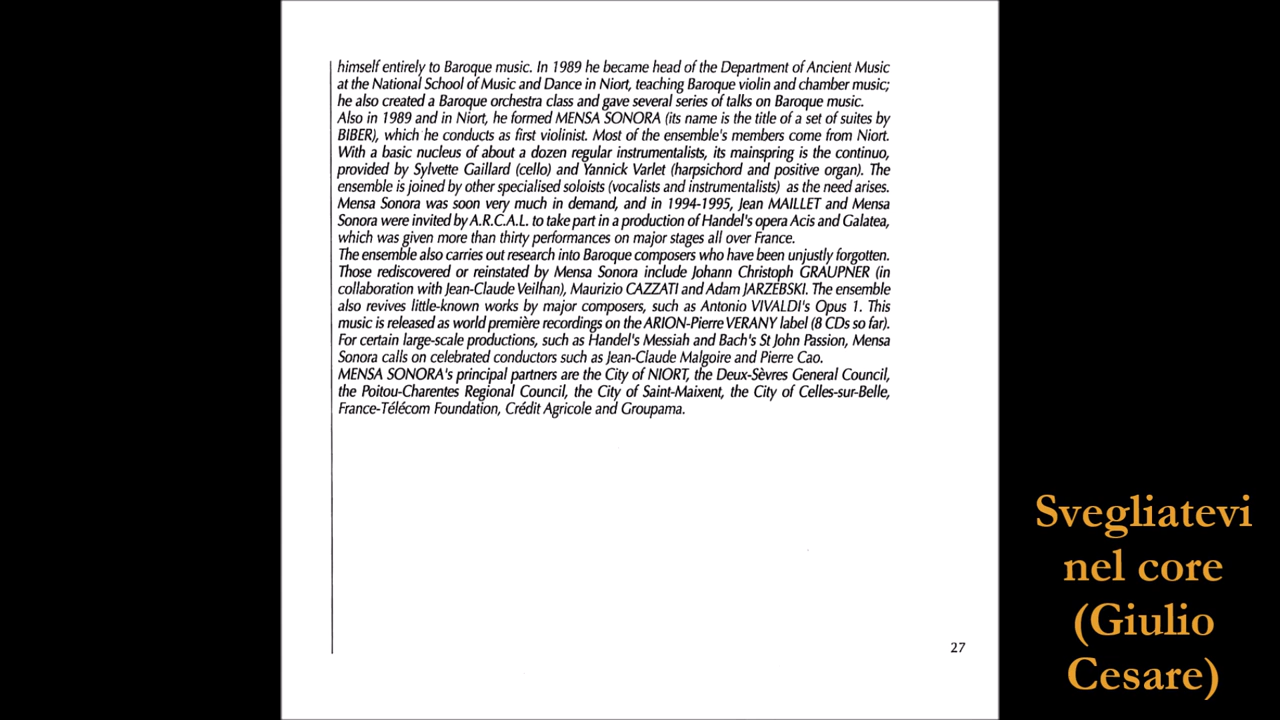 himself entirely to Baroque music. In 1989 he became head of the Department of Ancient Music
at the National School of Music and Dance in Niort, teaching Baroque violin and chamber music;
he also created a Baroque orchestra class and gave several series of talks on Baroque music.
Also in 1989 and in Niort, he formed MENSA SONORA (its name is the title of a set of suites by
BIBER), which he conducts as first violinist. Most of the ensemble's members come from Niort.
With a basic nucleus of about a dozen regular instrumentalists, its mainspring is the continuo,
provided by Sylvette Gaillard (cello) and Yannick Varlet (harpsichord and positive organ). The
ensemble is joined by other specialised soloists (vocalists and instrumentalists) as the need arises.
Mensa Sonora was soon very much in demand, and in 1994-1995, Jean MAILLET and Mensa
Sonora were invited by A.R.C.A.L. to take part in a production of Handel's opera Acis and Galatea,
which was given more than thirty performances on major stages all over France.
The ensemble also carries out research into Baroque composers who have been unjustly forgotten.
Those rediscovered or reinstated by Mensa Sonora include Johann Christoph GRAUPNER (in
collaboration with Jean-Claude Veilhan), Maurizio CAZZATI and Adam JARZEBSKI. The ensemble
also revives little-known works by major composers, such as Antonio VIVALDI's Opus 1. This
music is released as world première recordings on the ARION-Pierre VERANY label (8 CDs so far).
For certain large-scale productions, such as Handel's Messiah and Bach's St John Passion, Mensa
Sonora calls on celebrated conductors such as Jean-Claude Malgoire and Pierre Cao.
MENSA SONORA's principal partners are the City of NIORT, the Deux-Sèvres General Council,
the Poitou-Charentes Regional Council, the City of Saint-Maixent, the City of Celles-sur-Belle,
France-Télécom Foundation, Crédit Agricole and Groupama.
27
Svegliatevi
nel core
(Giulio
Cesare)